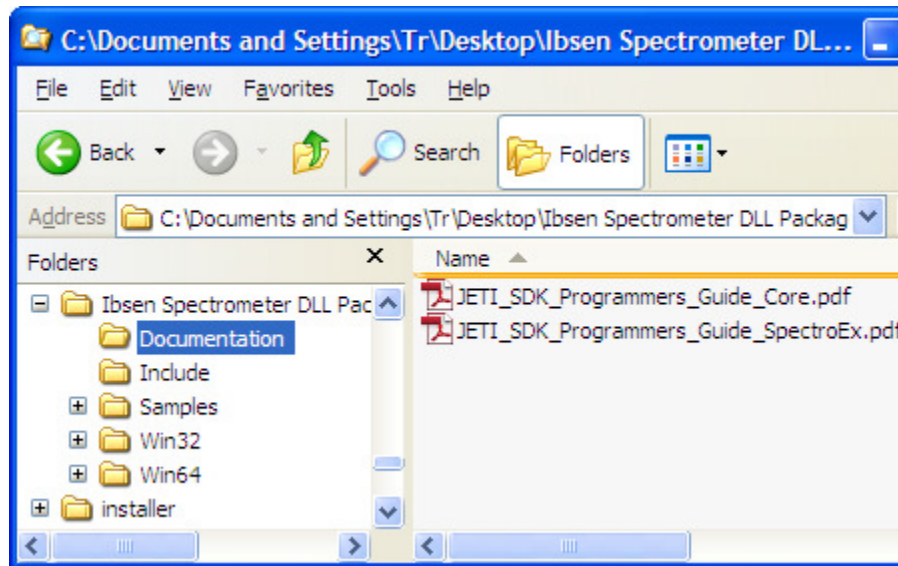 C:\Documents and Settings\Tr\Desktop\Ibsen Spectrometer DL...
File Edit View Favorites Tools Help
Back Search Folders
Address C:\Documents and Settings\Tr\Desktop\Ibsen Spectrometer DLL Packag
Folders
Ibsen Spectrometer DLL Pac
Documentation
Include
Samples
Win32
Win64
installer
Name
JETI_SDK_Programmers_Guide_Core.pdf
JETI_SDK_Programmers_Guide_SpectroEx.pdf